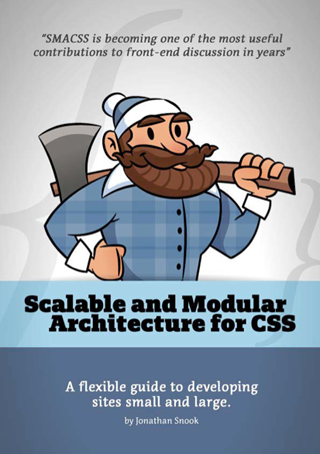 “SMACSS is becoming one of the most useful
contributions to front-end discussion in years”
Scalable and Modular
Architecture for CSS
A flexible guide to developing
sites small and large.
by Jonathan Snook